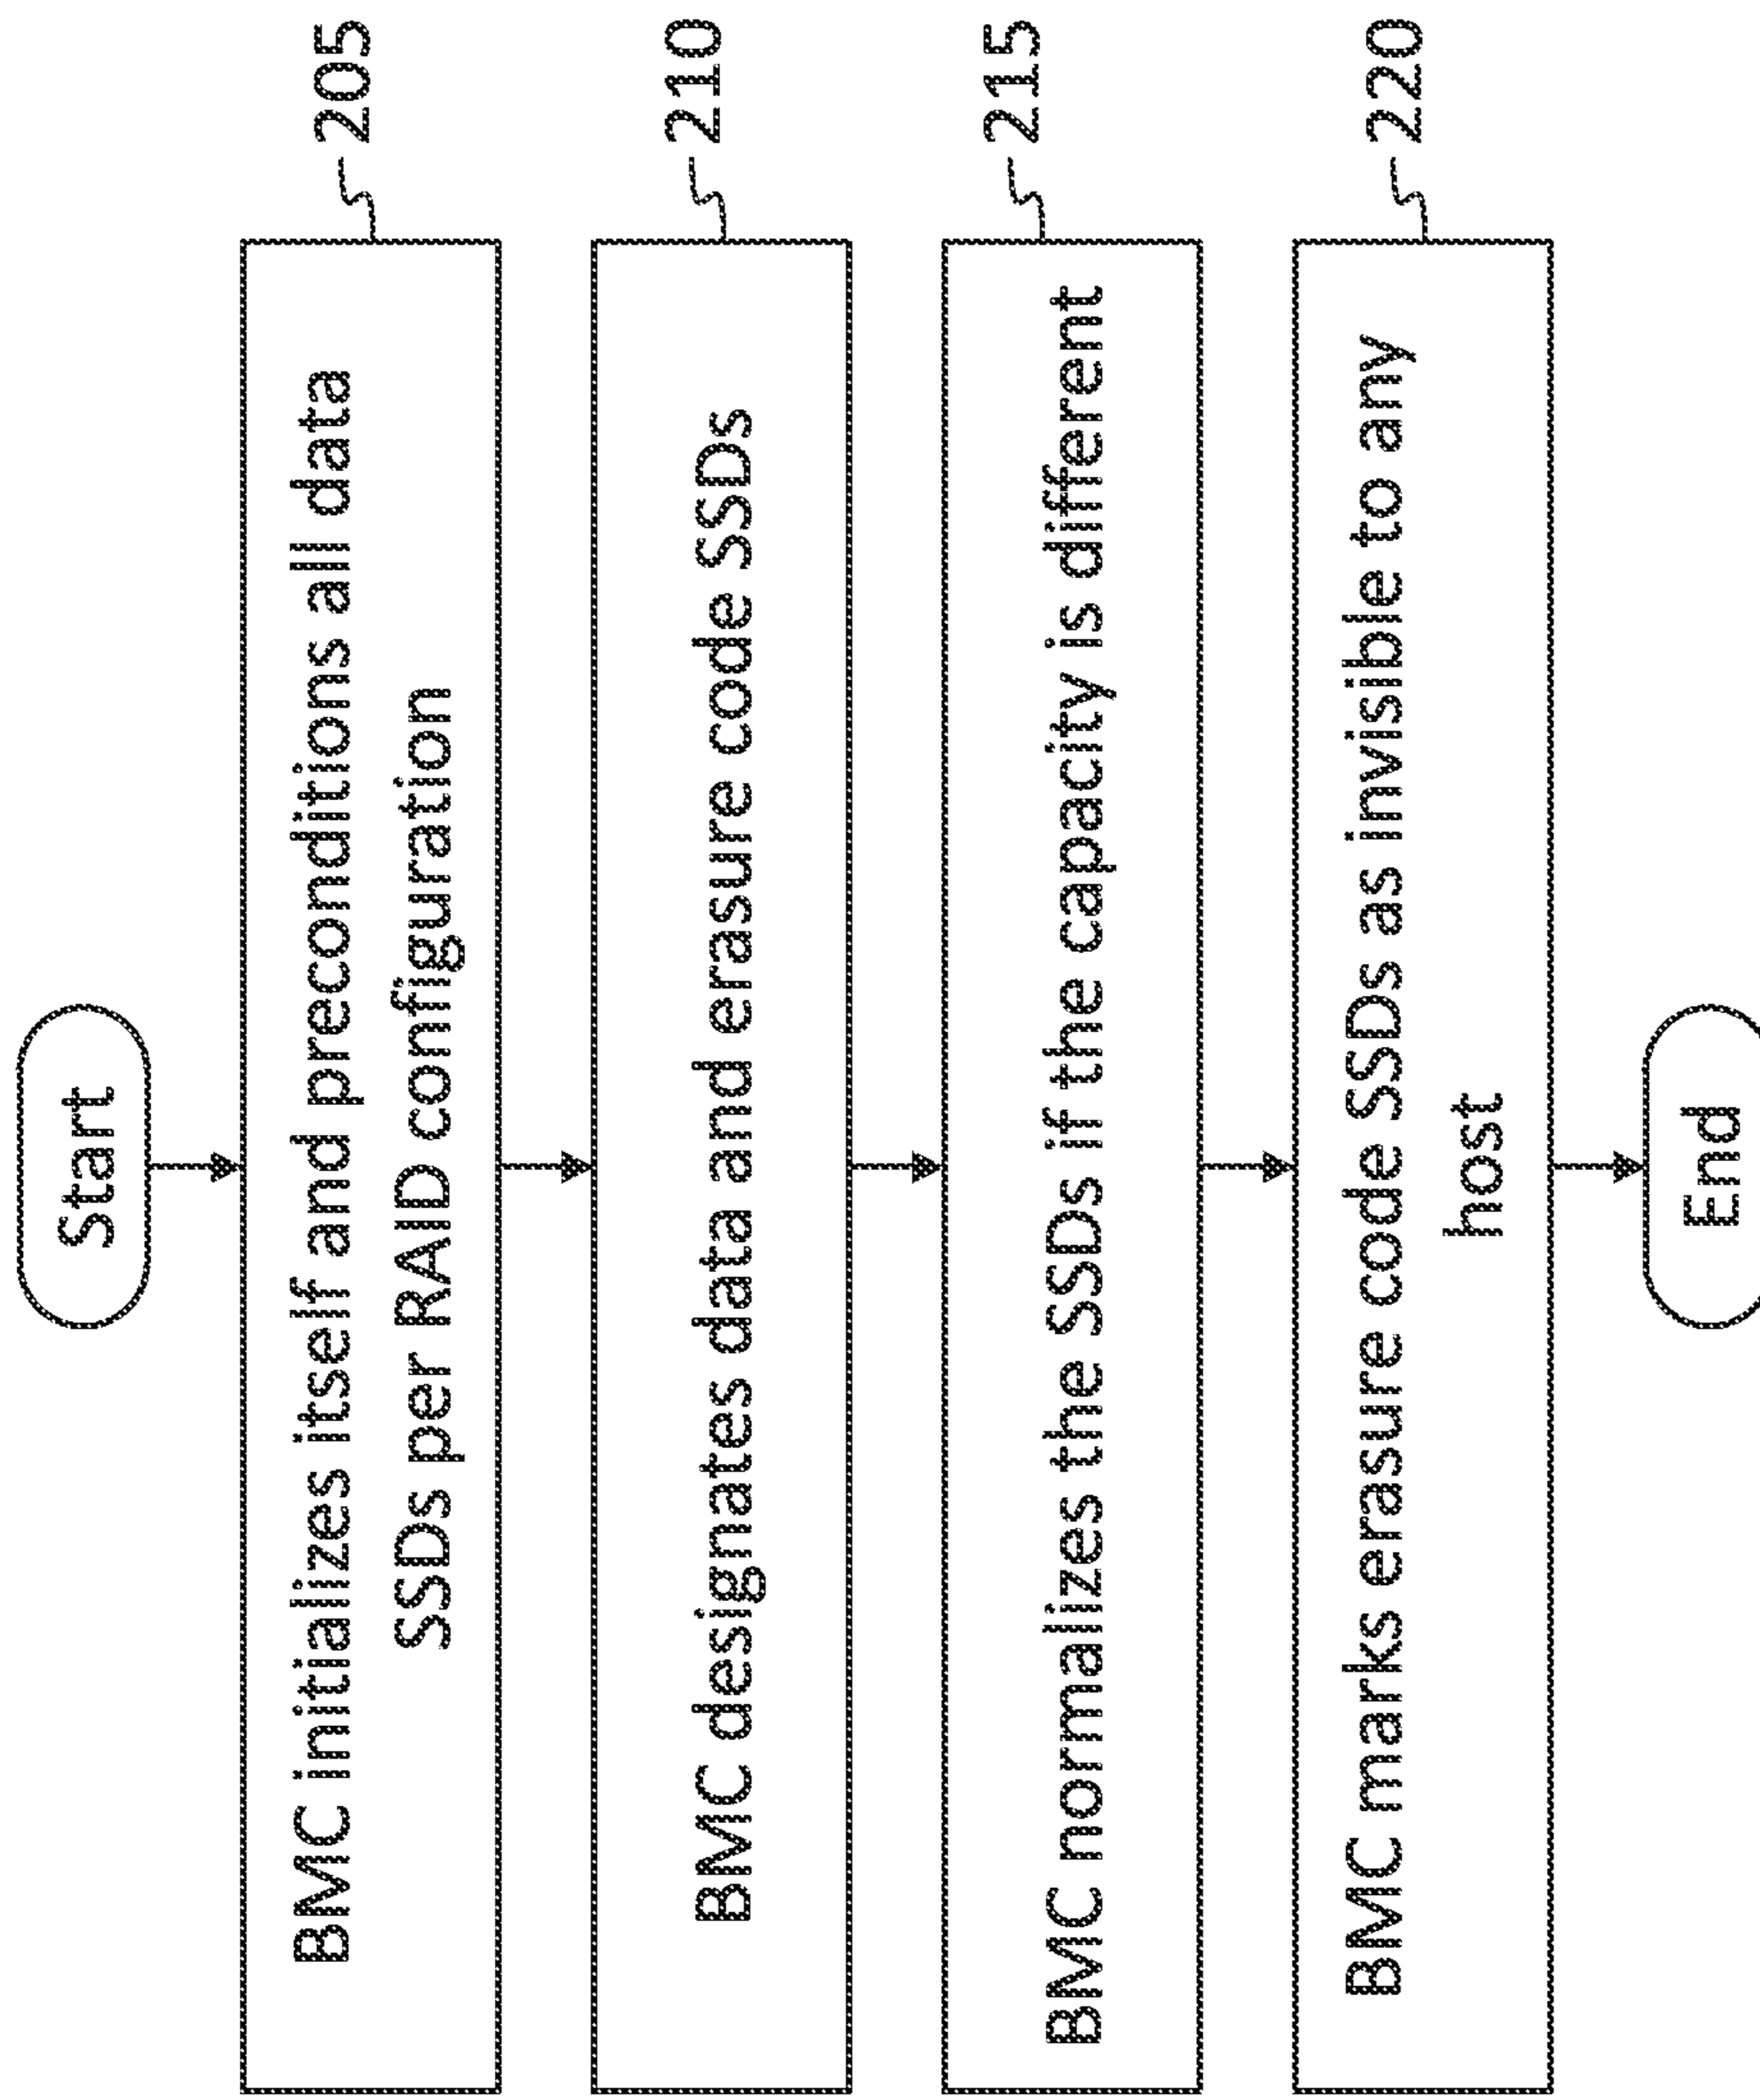 Start
BMC initializes itself and preconditions all data
SSDs per RAID configuration
205
BMC designates data and erasure code SSDs
210
BMC normalizes the SSDs if the capacity is different
215
BMC marks erasure code SSDs as invisible to any
host
220
End